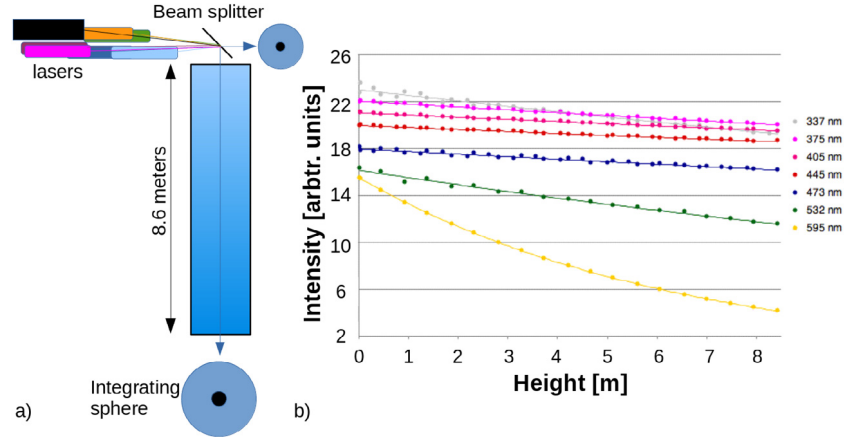 Beam splitter
lasers
8.6 meters
Integrating
sphere
a)
b)
Intensity [arbtr. units]
26
22
18
14
10
6
2
0 1 2 3 4 5 6 7 8
Height [m]
337 nm
375 nm
405 nm
445 nm
473 nm
532 nm
595 nm